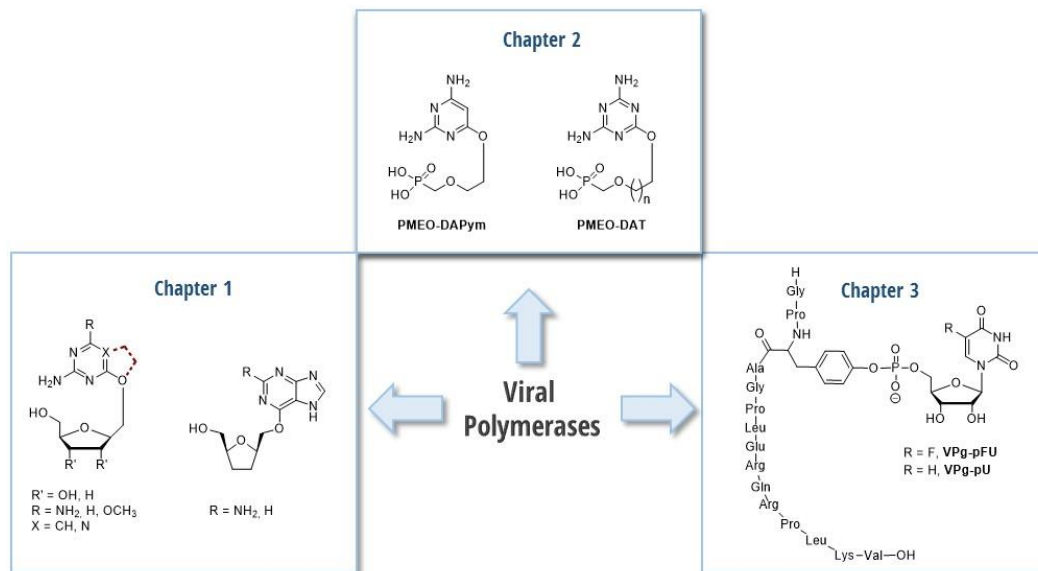 Chapter 2
NH₂
N
N
H₂N
N
O
HO
O
P
HO
O
PMEO-DAPym
NH₂
N
N
H₂N
N
O
HO
O
P
HO
O
n
PMEO-DAT
Chapter 1
R
N
X
H₂N
N
O
HO
O
R'
R'
R' = OH, H
R = NH₂, H, OCH₃
X = CH, N
R
N
N
N
N
H
O
HO
O
R = NH₂, H
Viral
Polymerases
Chapter 3
H
Gly
Pro
NH
O
Ala
Gly
Pro
Leu
Glu
Arg
Gln
Arg
Pro
Leu
Lys–Val–OH
O
O
P
O
O⊖
R
O
NH
N
O
O
HO
OH
R = F, VPg-pFU
R = H, VPg-pU